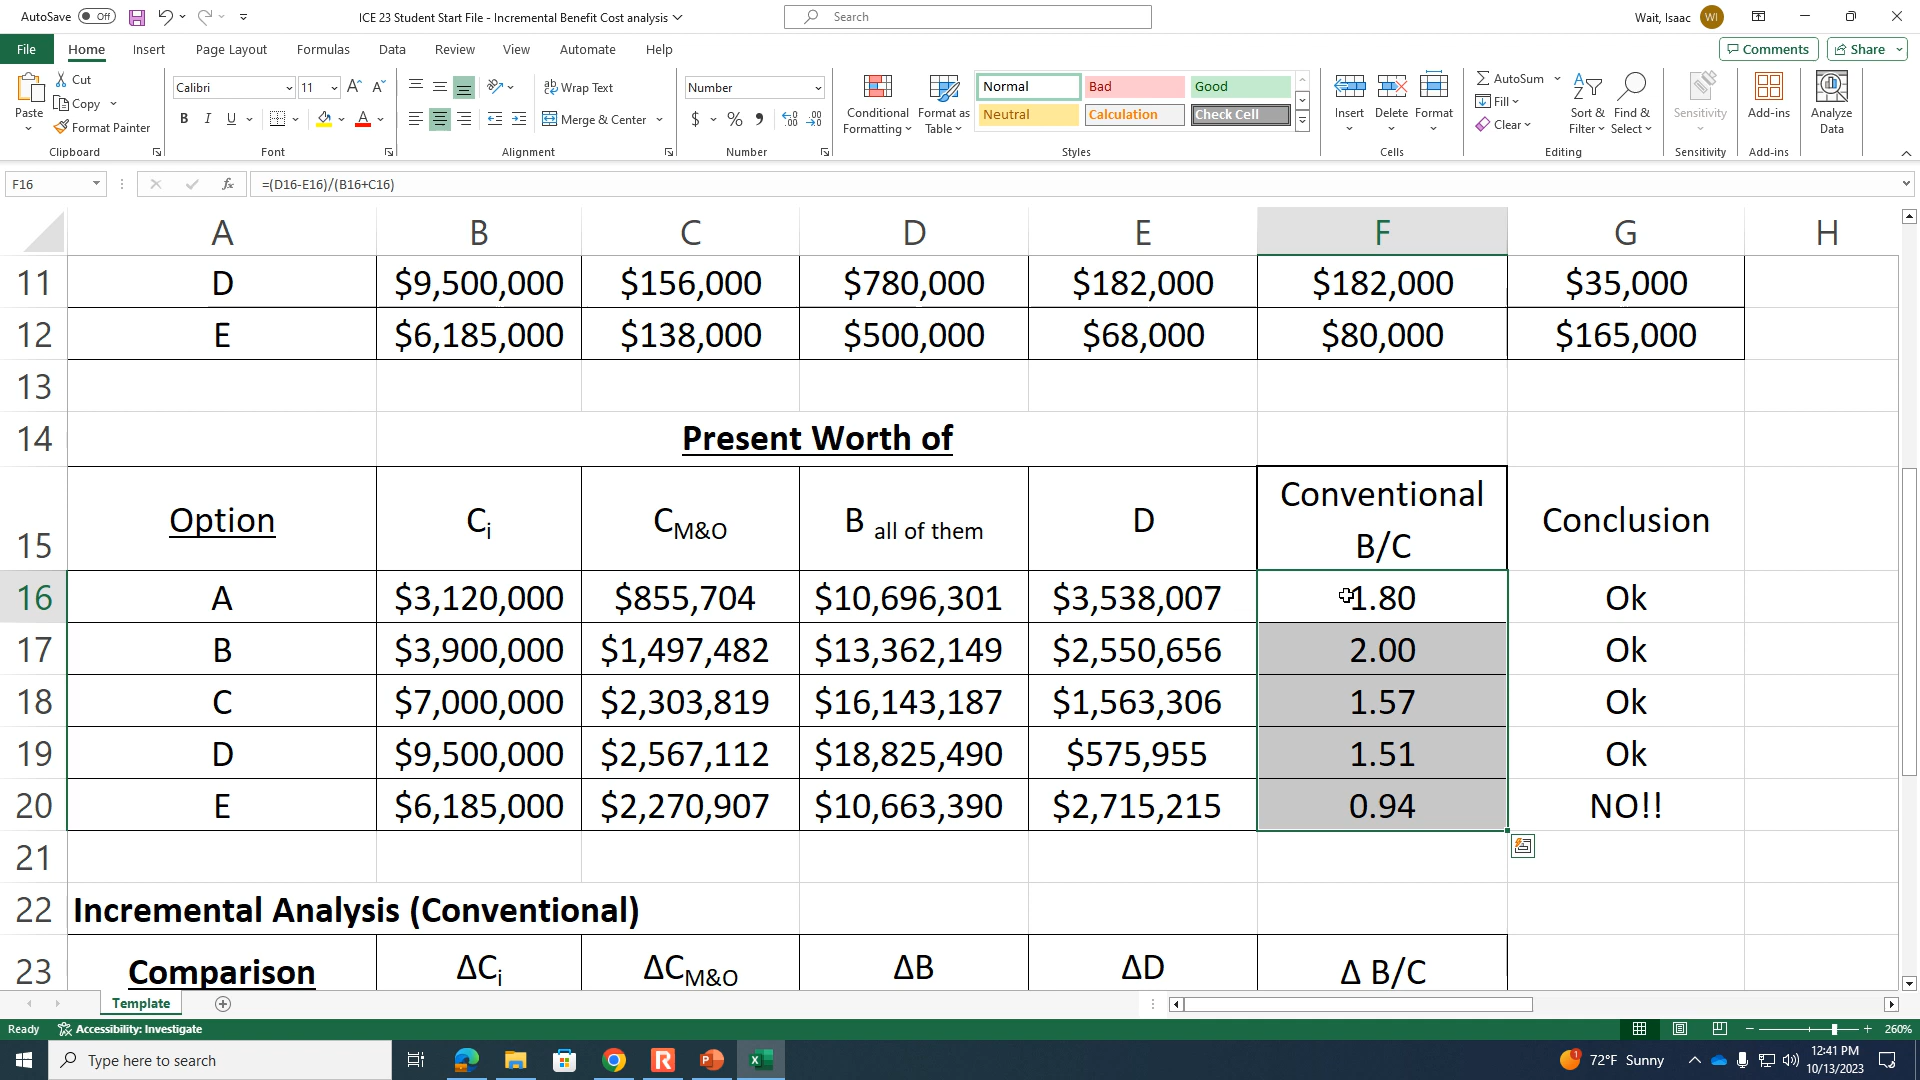 AutoSave Off ICE 23 Student Start File - Incremental Benefit Cost analysis Search Wait, Isaac WI
File Home Insert Page Layout Formulas Data Review View Automate Help Comments Share
Paste Cut Copy Format Painter Clipboard
Calibri 11 A A B I U A Font
ab Wrap Text Merge & Center Alignment
Number $ % 9 Number
Conditional Formatting Format as Table Normal Bad Good Neutral Calculation Check Cell Styles
Insert Delete Format Cells
AutoSum Fill Clear Sort & Filter Find & Select Editing
Sensitivity Sensitivity
Add-ins Add-ins
Analyze Data
F16 fx =(D16-E16)/(B16+C16)
A B C D E F G H
11 D $9,500,000 $156,000 $780,000 $182,000 $182,000 $35,000
12 E $6,185,000 $138,000 $500,000 $68,000 $80,000 $165,000
13
14 Present Worth of
15 Option Ci CM&O B all of them D Conventional B/C Conclusion
16 A $3,120,000 $855,704 $10,696,301 $3,538,007 1.80 Ok
17 B $3,900,000 $1,497,482 $13,362,149 $2,550,656 2.00 Ok
18 C $7,000,000 $2,303,819 $16,143,187 $1,563,306 1.57 Ok
19 D $9,500,000 $2,567,112 $18,825,490 $575,955 1.51 Ok
20 E $6,185,000 $2,270,907 $10,663,390 $2,715,215 0.94 NO!!
21
22 Incremental Analysis (Conventional)
23 Comparison ΔCi ΔCM&O ΔB ΔD Δ B/C
Template
Ready Accessibility: Investigate 260%
Type here to search 72°F Sunny 12:41 PM
10/13/2023